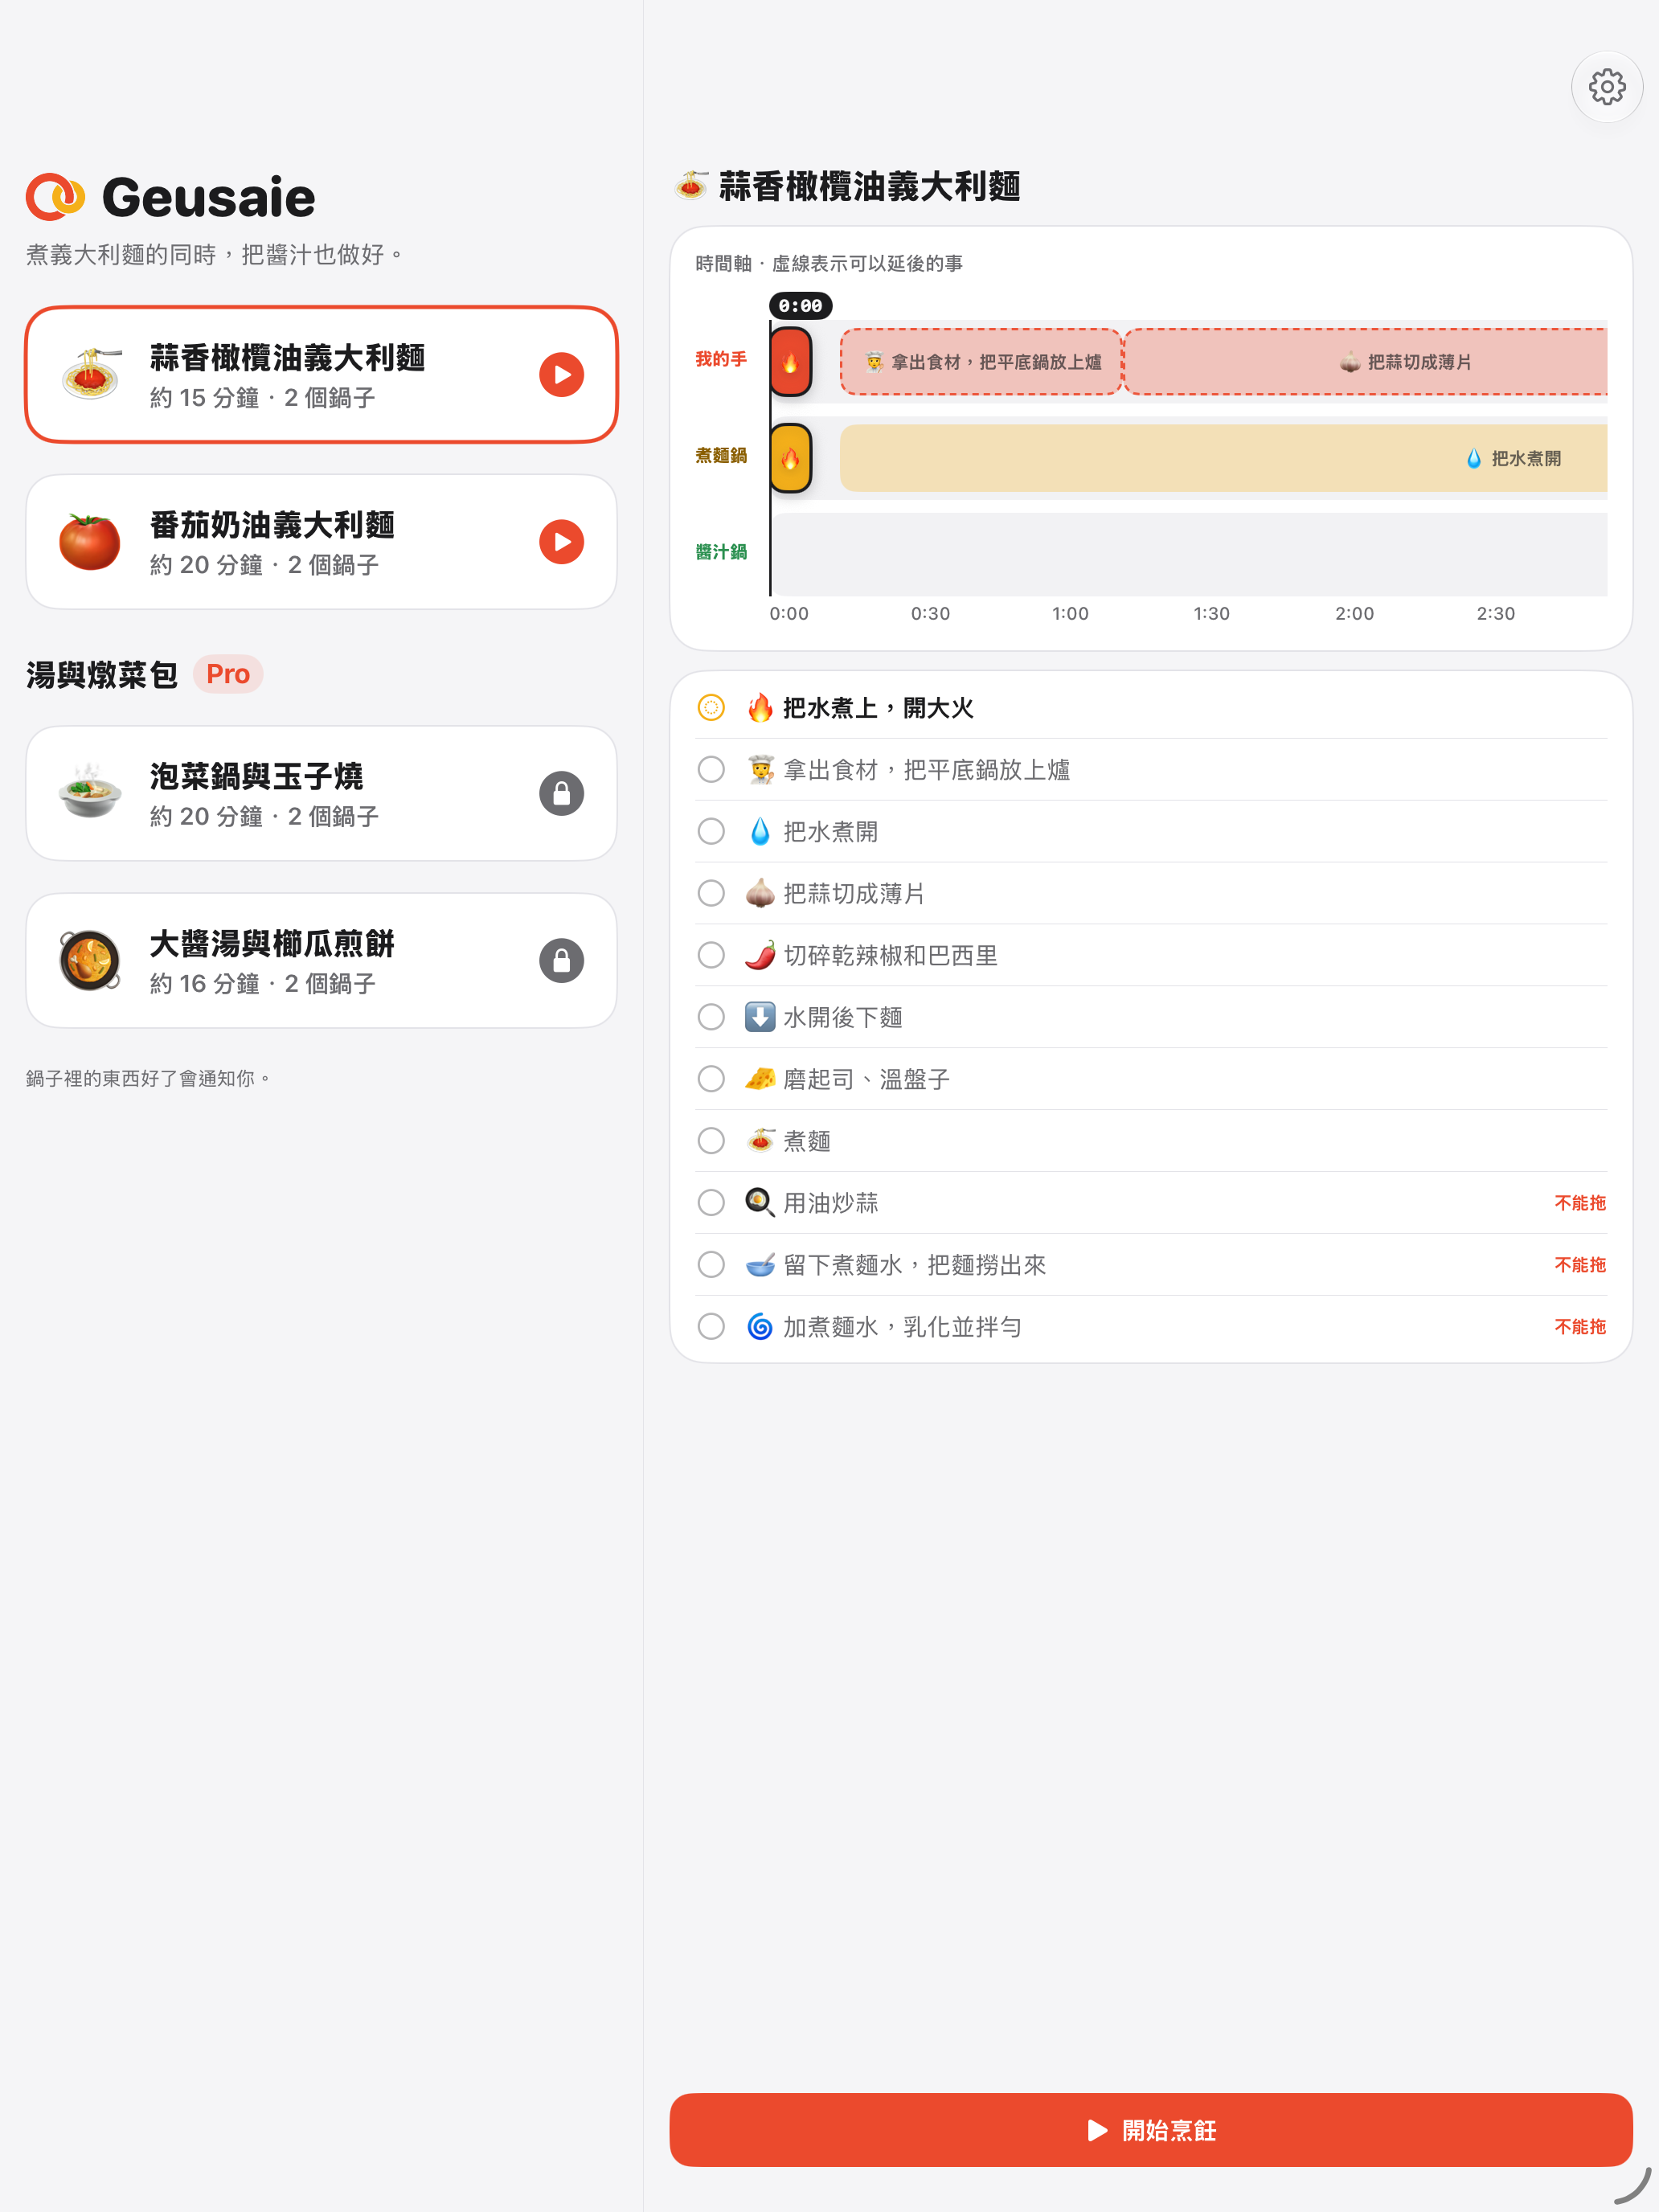 Geusaie
煮義大利麵的同時，把醬汁也做好。
蒜香橄欖油義大利麵
約 15 分鐘 · 2 個鍋子
番茄奶油義大利麵
約 20 分鐘 · 2 個鍋子
湯與燉菜包 Pro
泡菜鍋與玉子燒
約 20 分鐘 · 2 個鍋子
大醬湯與櫛瓜煎餅
約 16 分鐘 · 2 個鍋子
鍋子裡的東西好了會通知你。
蒜香橄欖油義大利麵
時間軸 · 虛線表示可以延後的事
0:00
我的手
拿出食材，把平底鍋放上爐
把蒜切成薄片
煮麵鍋
把水煮開
醬汁鍋
0:00 0:30 1:00 1:30 2:00 2:30
把水煮上，開大火
拿出食材，把平底鍋放上爐
把水煮開
把蒜切成薄片
切碎乾辣椒和巴西里
水開後下麵
磨起司、溫盤子
煮麵
用油炒蒜 不能拖
留下煮麵水，把麵撈出來 不能拖
加煮麵水，乳化並拌勻 不能拖
開始烹飪